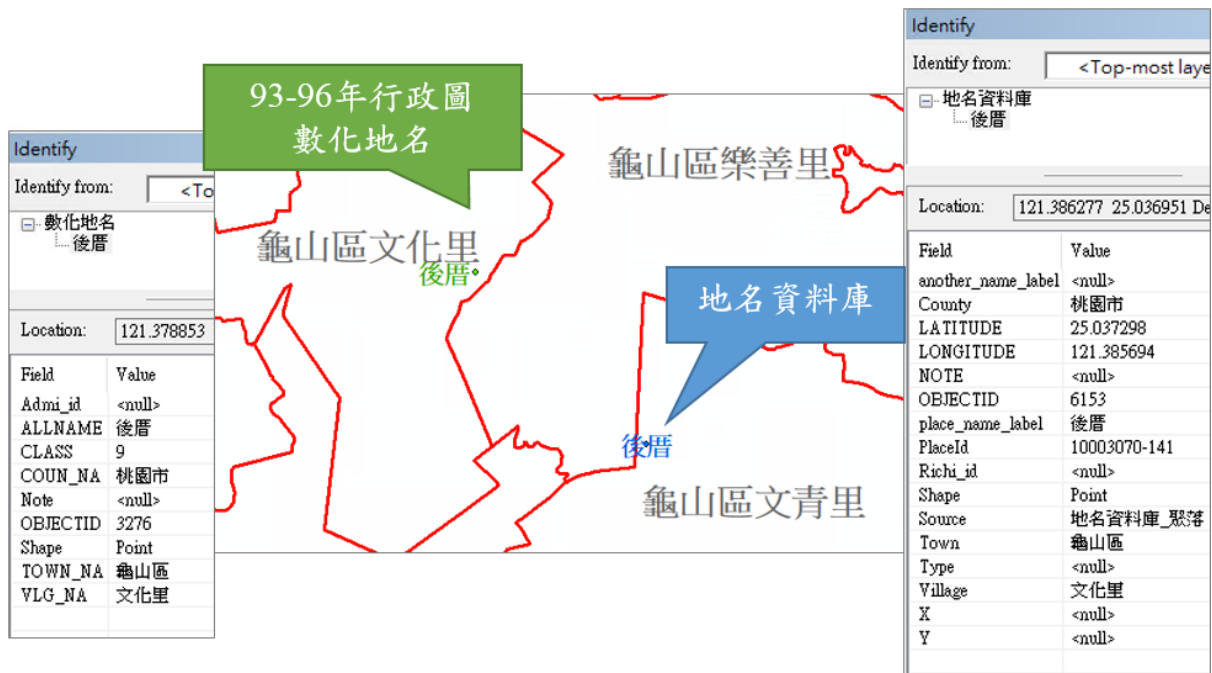 93-96年行政圖
數化地名
Identify
Identify from:
<To
數化地名
後厝
Location:
121.378853
Field Value
Admi_id <null>
ALLNAME 後厝
CLASS 9
COUN_NA 桃園市
Note <null>
OBJECTID 3276
Shape Point
TOWN_NA 龜山區
VLG_NA 文化里
龜山區樂善里
龜山區文化里
後厝
地名資料庫
後厝
龜山區文青里
Identify
Identify from:
<Top-most laye
地名資料庫
後厝
Location:
121.386277 25.036951 De
Field Value
another_name_label <null>
County 桃園市
LATITUDE 25.037298
LONGITUDE 121.385694
NOTE <null>
OBJECTID 6153
place_name_label 後厝
PlaceId 10003070-141
Richi_id <null>
Shape Point
Source 地名資料庫_聚落
Town 龜山區
Type <null>
Village 文化里
X <null>
Y <null>